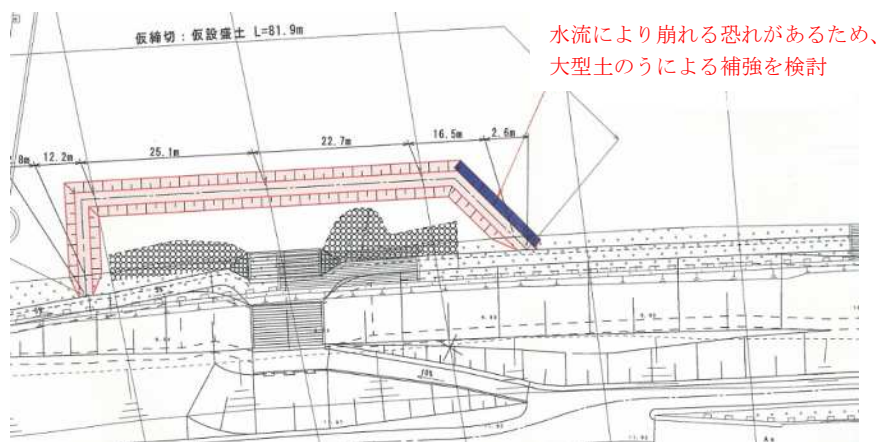 仮締切：仮設盛土 L=81.9m
水流により崩れる恐れがあるため、
大型土のうによる補強を検討
8m 12.2m 25.1m 22.7m 16.5m 2.6m